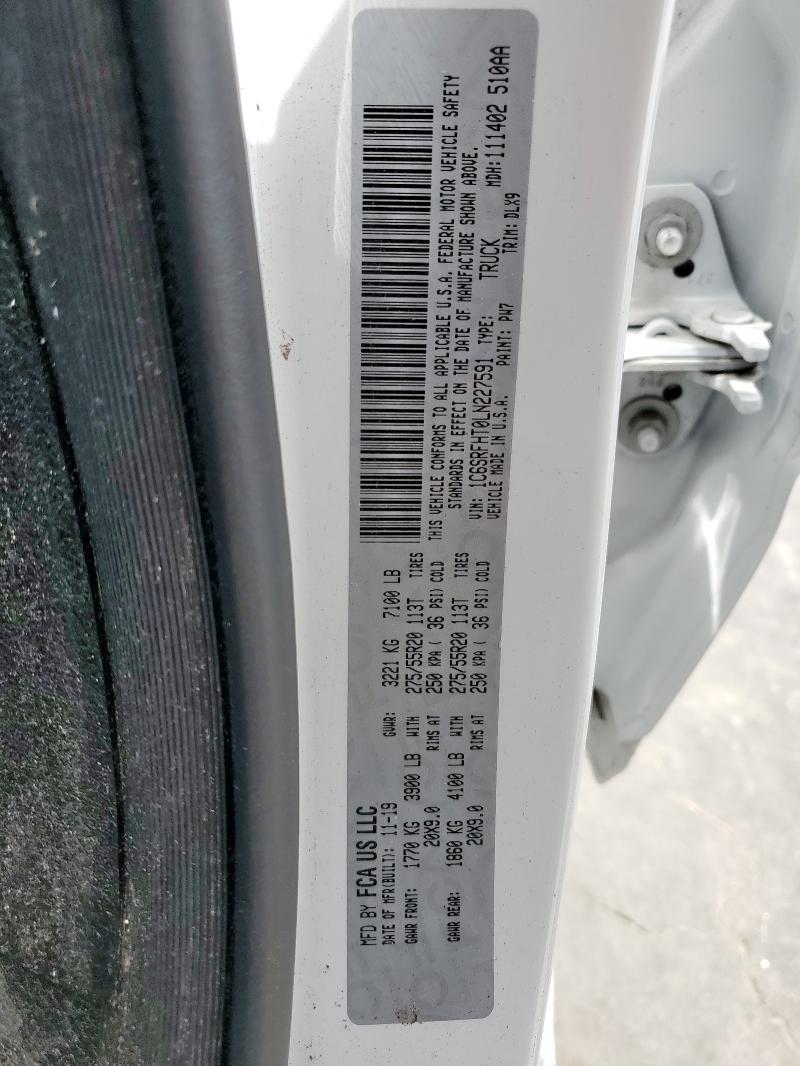 MFD BY FCA US LLC
DATE OF MFR(BUILT): 11-19 GVWR: 3221 KG 7100 LB
GAWR FRONT: 1770 KG 3900 LB WITH 275/55R20 113T TIRES
20X9.0 RIMS AT 250 KPA ( 36 PSI) COLD
GAWR REAR: 1860 KG 4100 LB WITH 275/55R20 113T TIRES
20X9.0 RIMS AT 250 KPA ( 36 PSI) COLD
THIS VEHICLE CONFORMS TO ALL APPLICABLE U.S.A. FEDERAL MOTOR VEHICLE SAFETY
STANDARDS IN EFFECT ON THE DATE OF MANUFACTURE SHOWN ABOVE.
VIN: 1C6SRFHT0LN227591 TYPE: TRUCK MDH: 111402 510AA
VEHICLE MADE IN U.S.A. PAINT: PW7 TRIM: DLX9